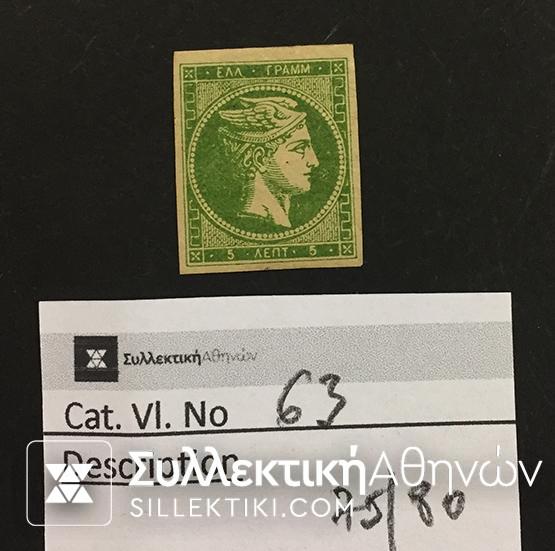 ΕΛΛ · ΓΡΑΜΜ
5 · ΛΕΠΤ · 5
ΣυλλεκτικήΑθηνών
Cat. Vl. No 63
Description
ΣυλλεκτικήΑθηνών
SILLEKTIKI.COM
75/80